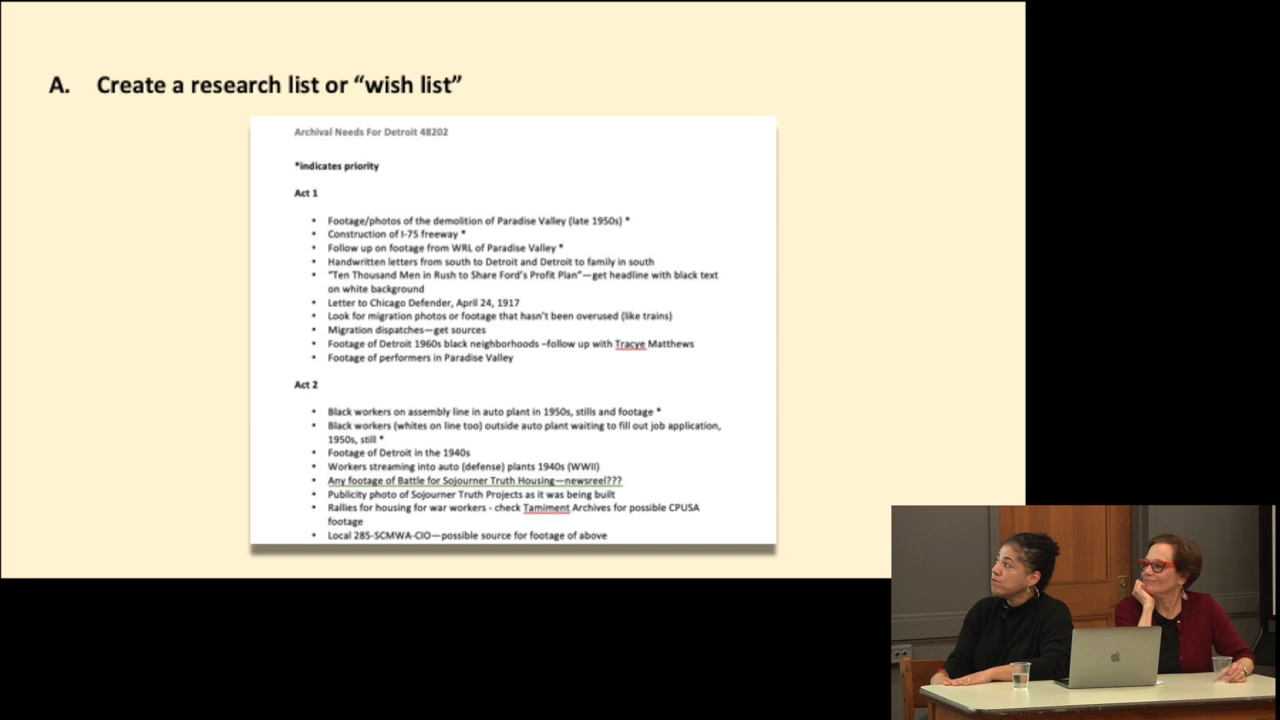 A. Create a research list or “wish list”
Archival Needs For Detroit 48202
*indicates priority
Act 1
• Footage/photos of the demolition of Paradise Valley (late 1950s) *
• Construction of I-75 freeway *
• Follow up on footage from WRL of Paradise Valley *
• Handwritten letters from south to Detroit and Detroit to family in south
• “Ten Thousand Men in Rush to Share Ford’s Profit Plan”—get headline with black text
on white background
• Letter to Chicago Defender, April 24, 1917
• Look for migration photos or footage that hasn’t been overused (like trains)
• Migration dispatches—get sources
• Footage of Detroit 1960s black neighborhoods –follow up with Tracye Matthews
• Footage of performers in Paradise Valley
Act 2
• Black workers on assembly line in auto plant in 1950s, stills and footage *
• Black workers (whites on line too) outside auto plant waiting to fill out job application,
1950s, still *
• Footage of Detroit in the 1940s
• Workers streaming into auto (defense) plants 1940s (WWII)
• Any footage of Battle for Sojourner Truth Housing—newsreel???
• Publicity photo of Sojourner Truth Projects as it was being built
• Rallies for housing for war workers - check Tamiment Archives for possible CPUSA
footage
• Local 285-SCMWA-CIO—possible source for footage of above